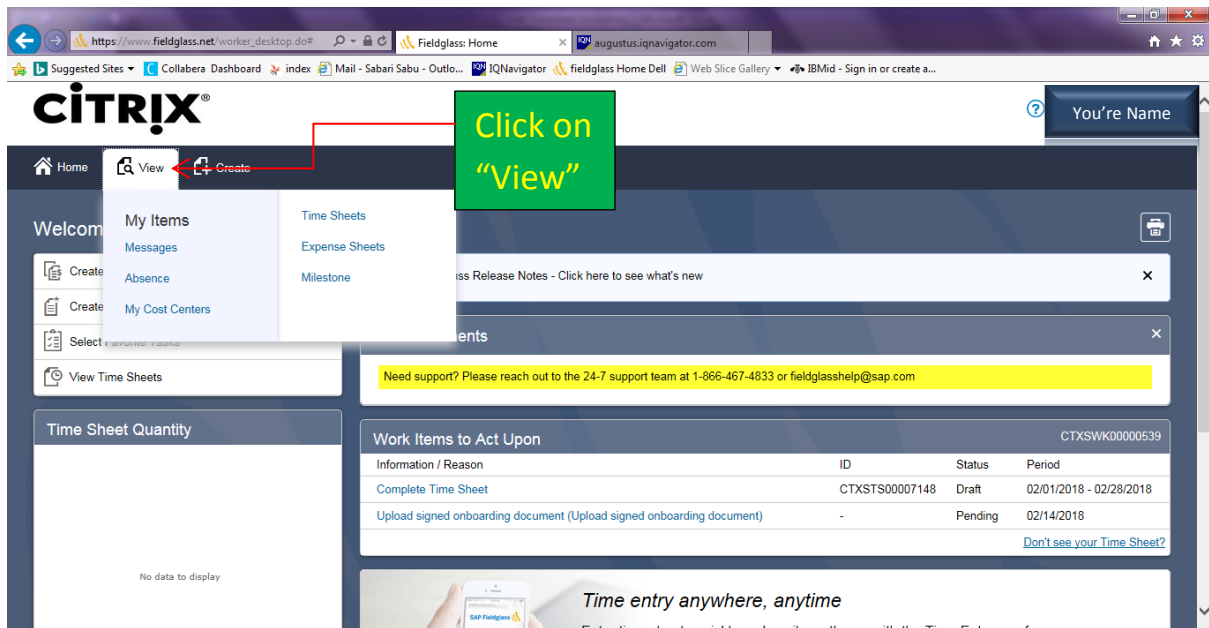 https://www.fieldglass.net/worker_desktop.do#
Fieldglass: Home
augustus.iqnavigator.com
Suggested Sites
Collabera Dashboard
index
Mail - Sabari Sabu - Outlo...
IQNavigator
fieldglass Home Dell
Web Slice Gallery
IBMid - Sign in or create a...
CİTRIX®
Click on
“View”
You’re Name
Home
View
Create
My Items
Messages
Absence
My Cost Centers
Time Sheets
Expense Sheets
Milestone
Welcom
Create
Create
Select Favorite Tasks
View Time Sheets
ss Release Notes - Click here to see what's new
ents
Need support? Please reach out to the 24-7 support team at 1-866-467-4833 or fieldglasshelp@sap.com
Time Sheet Quantity
No data to display
Work Items to Act Upon CTXSWK00000539
Information / Reason ID Status Period
Complete Time Sheet CTXSTS00007148 Draft 02/01/2018 - 02/28/2018
Upload signed onboarding document (Upload signed onboarding document) - Pending 02/14/2018
Don't see your Time Sheet?
SAP Fieldglass
Time entry anywhere, anytime